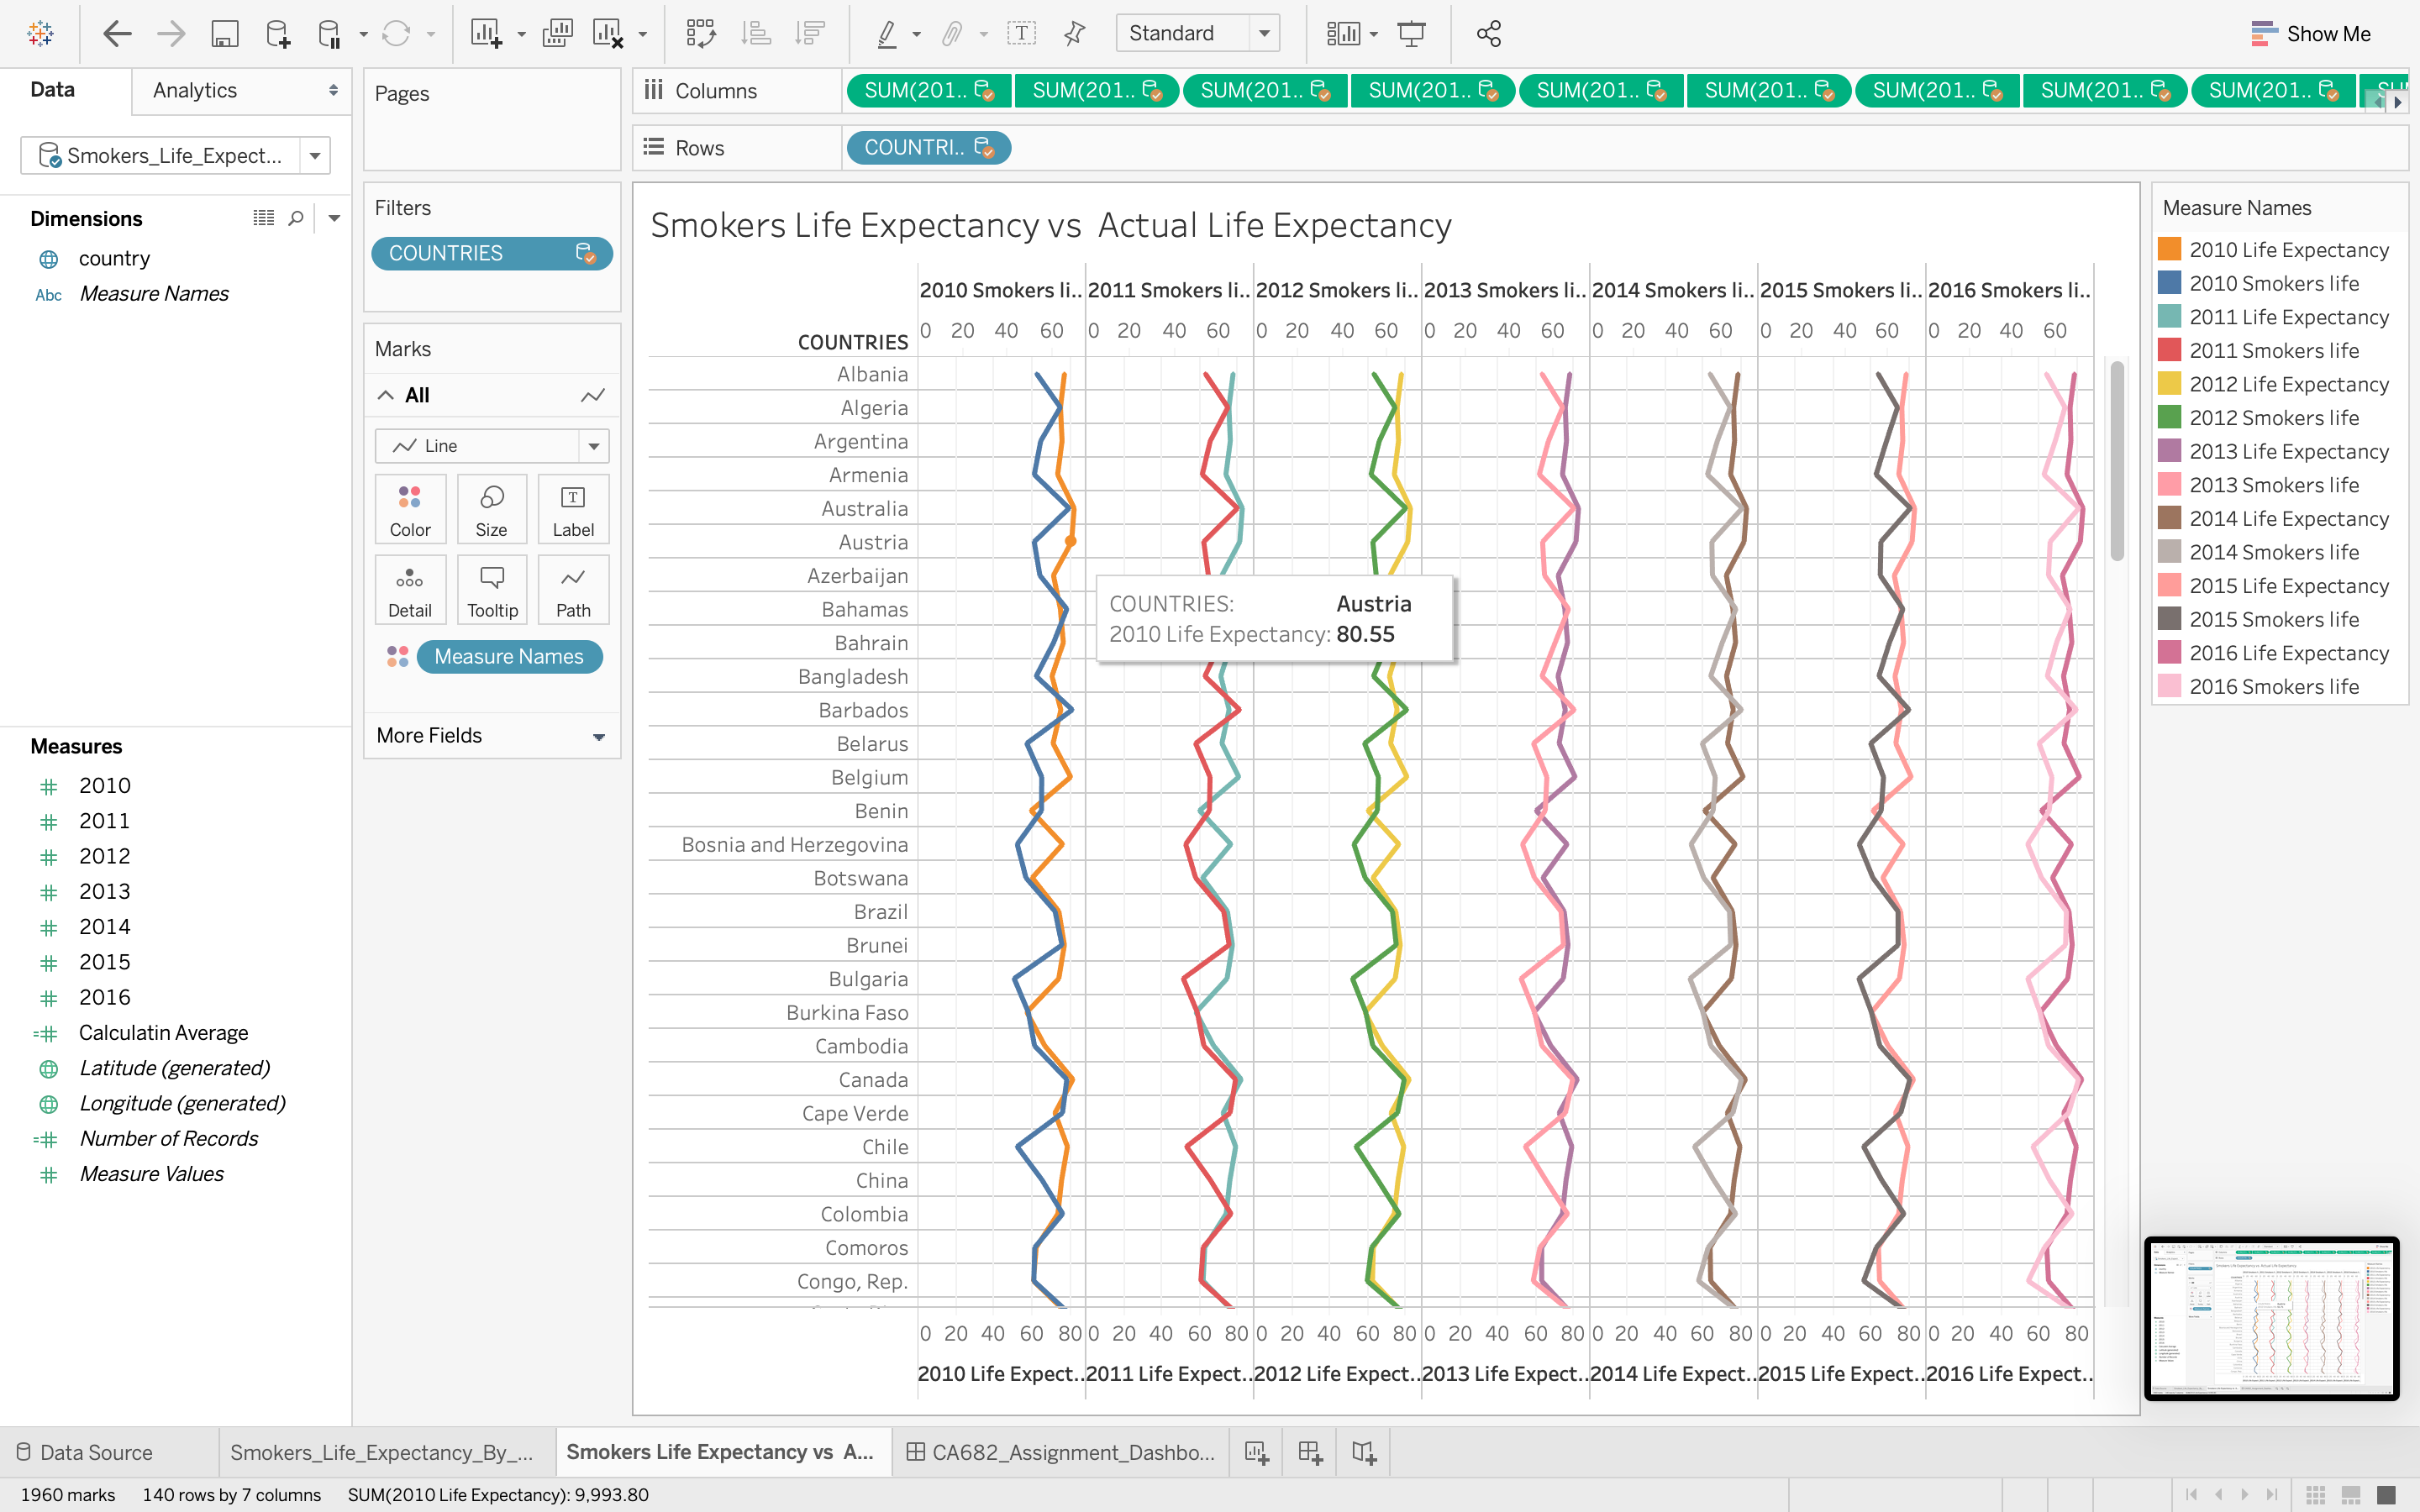 Standard
Show Me
Data
Analytics
Smokers_Life_Expect...
Dimensions
country
Abc Measure Names
Measures
2010
2011
2012
2013
2014
2015
2016
Calculatin Average
Latitude (generated)
Longitude (generated)
Number of Records
Measure Values
Pages
Filters
COUNTRIES
Marks
All
Line
Color Size Label
Detail Tooltip Path
Measure Names
More Fields
Columns SUM(201.. SUM(201.. SUM(201.. SUM(201.. SUM(201.. SUM(201.. SUM(201.. SUM(201.. SUM(201..
Rows COUNTRI..
Smokers Life Expectancy vs Actual Life Expectancy
2010 Smokers li.. 2011 Smokers li.. 2012 Smokers li.. 2013 Smokers li.. 2014 Smokers li.. 2015 Smokers li.. 2016 Smokers li..
0 20 40 60 0 20 40 60 0 20 40 60 0 20 40 60 0 20 40 60 0 20 40 60 0 20 40 60
COUNTRIES
Albania
Algeria
Argentina
Armenia
Australia
Austria
Azerbaijan
Bahamas
Bahrain
Bangladesh
Barbados
Belarus
Belgium
Benin
Bosnia and Herzegovina
Botswana
Brazil
Brunei
Bulgaria
Burkina Faso
Cambodia
Canada
Cape Verde
Chile
China
Colombia
Comoros
Congo, Rep.
COUNTRIES: Austria
2010 Life Expectancy: 80.55
0 20 40 60 80 0 20 40 60 80 0 20 40 60 80 0 20 40 60 80 0 20 40 60 80 0 20 40 60 80 0 20 40 60 80
2010 Life Expect.. 2011 Life Expect.. 2012 Life Expect.. 2013 Life Expect.. 2014 Life Expect.. 2015 Life Expect.. 2016 Life Expect..
Measure Names
2010 Life Expectancy
2010 Smokers life
2011 Life Expectancy
2011 Smokers life
2012 Life Expectancy
2012 Smokers life
2013 Life Expectancy
2013 Smokers life
2014 Life Expectancy
2014 Smokers life
2015 Life Expectancy
2015 Smokers life
2016 Life Expectancy
2016 Smokers life
Data Source
Smokers_Life_Expectancy_By_...
Smokers Life Expectancy vs A...
CA682_Assignment_Dashbo...
1960 marks 140 rows by 7 columns SUM(2010 Life Expectancy): 9,993.80